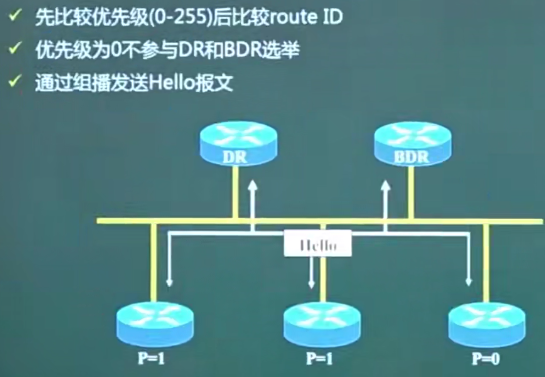 先比较优先级(0-255)后比较route ID
优先级为0不参与DR和BDR选举
通过组播发送Hello报文
DR
BDR
Hello
P=1
P=1
P=0